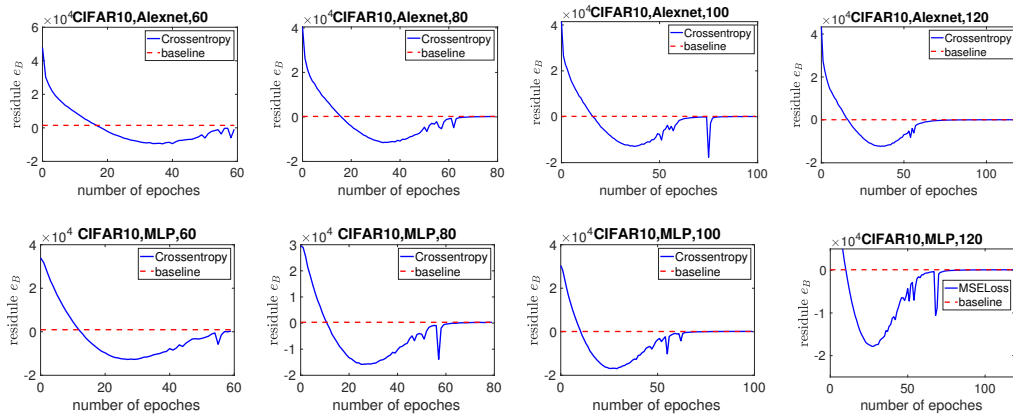 ×10⁴CIFAR10,Alexnet,60
Crossentropy
baseline
residule e_B
6
4
2
0
-2
0 20 40 60
number of epoches
×10⁴CIFAR10,Alexnet,80
Crossentropy
baseline
residule e_B
4
2
0
-2
0 20 40 60 80
number of epoches
×10⁴CIFAR10,Alexnet,100
Crossentropy
baseline
residule e_B
4
2
0
-2
0 50 100
number of epoches
×10⁴CIFAR10,Alexnet,120
Crossentropy
baseline
residule e_B
4
2
0
-2
0 50 100
number of epoches
×10⁴CIFAR10,MLP,60
Crossentropy
baseline
residule e_B
4
2
0
-2
0 20 40 60
number of epoches
×10⁴CIFAR10,MLP,80
Crossentropy
baseline
residule e_B
3
2
1
0
-1
-2
0 20 40 60 80
number of epoches
×10⁴CIFAR10,MLP,100
Crossentropy
baseline
residule e_B
4
2
0
-2
0 50 100
number of epoches
×10⁴CIFAR10,MLP,120
MSELoss
baseline
residule e_B
0
-1
-2
0 50 100
number of epoches